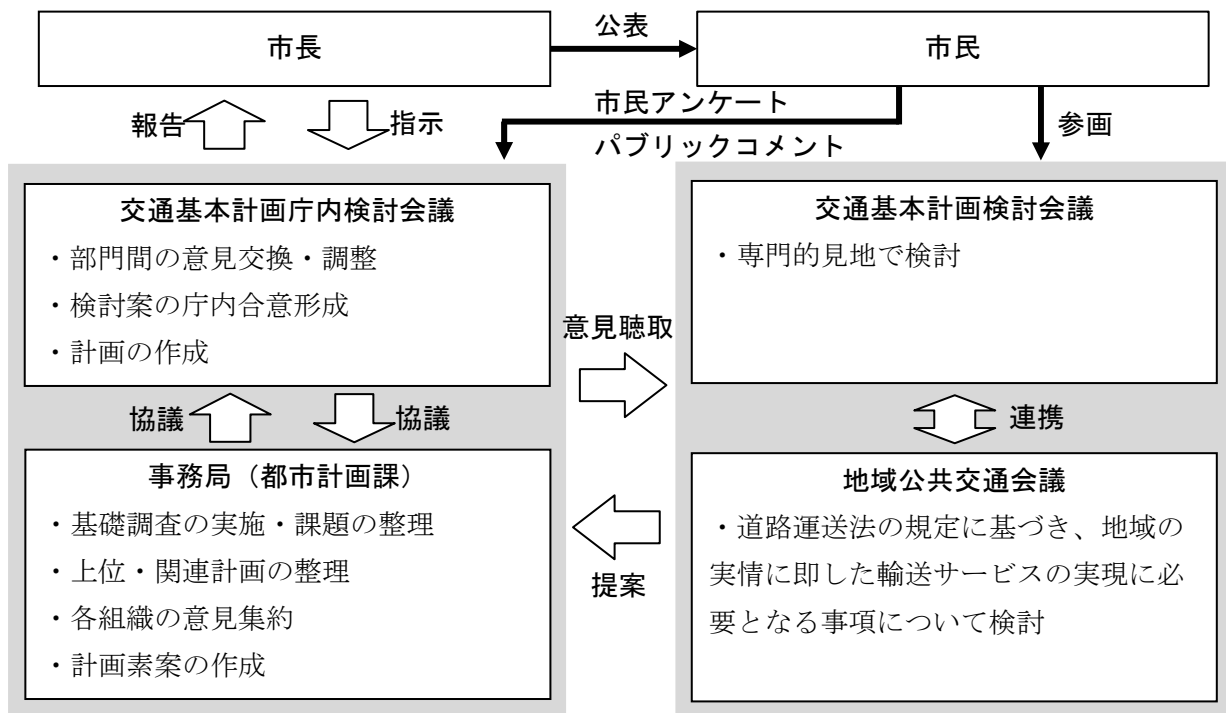 市長
公表
市民
報告
指示
市民アンケート
パブリックコメント
参画
交通基本計画庁内検討会議
・部門間の意見交換・調整
・検討案の庁内合意形成
・計画の作成
意見聴取
交通基本計画検討会議
・専門的見地で検討
協議
協議
連携
事務局（都市計画課）
・基礎調査の実施・課題の整理
・上位・関連計画の整理
・各組織の意見集約
・計画素案の作成
提案
地域公共交通会議
・道路運送法の規定に基づき、地域の
実情に即した輸送サービスの実現に必
要となる事項について検討